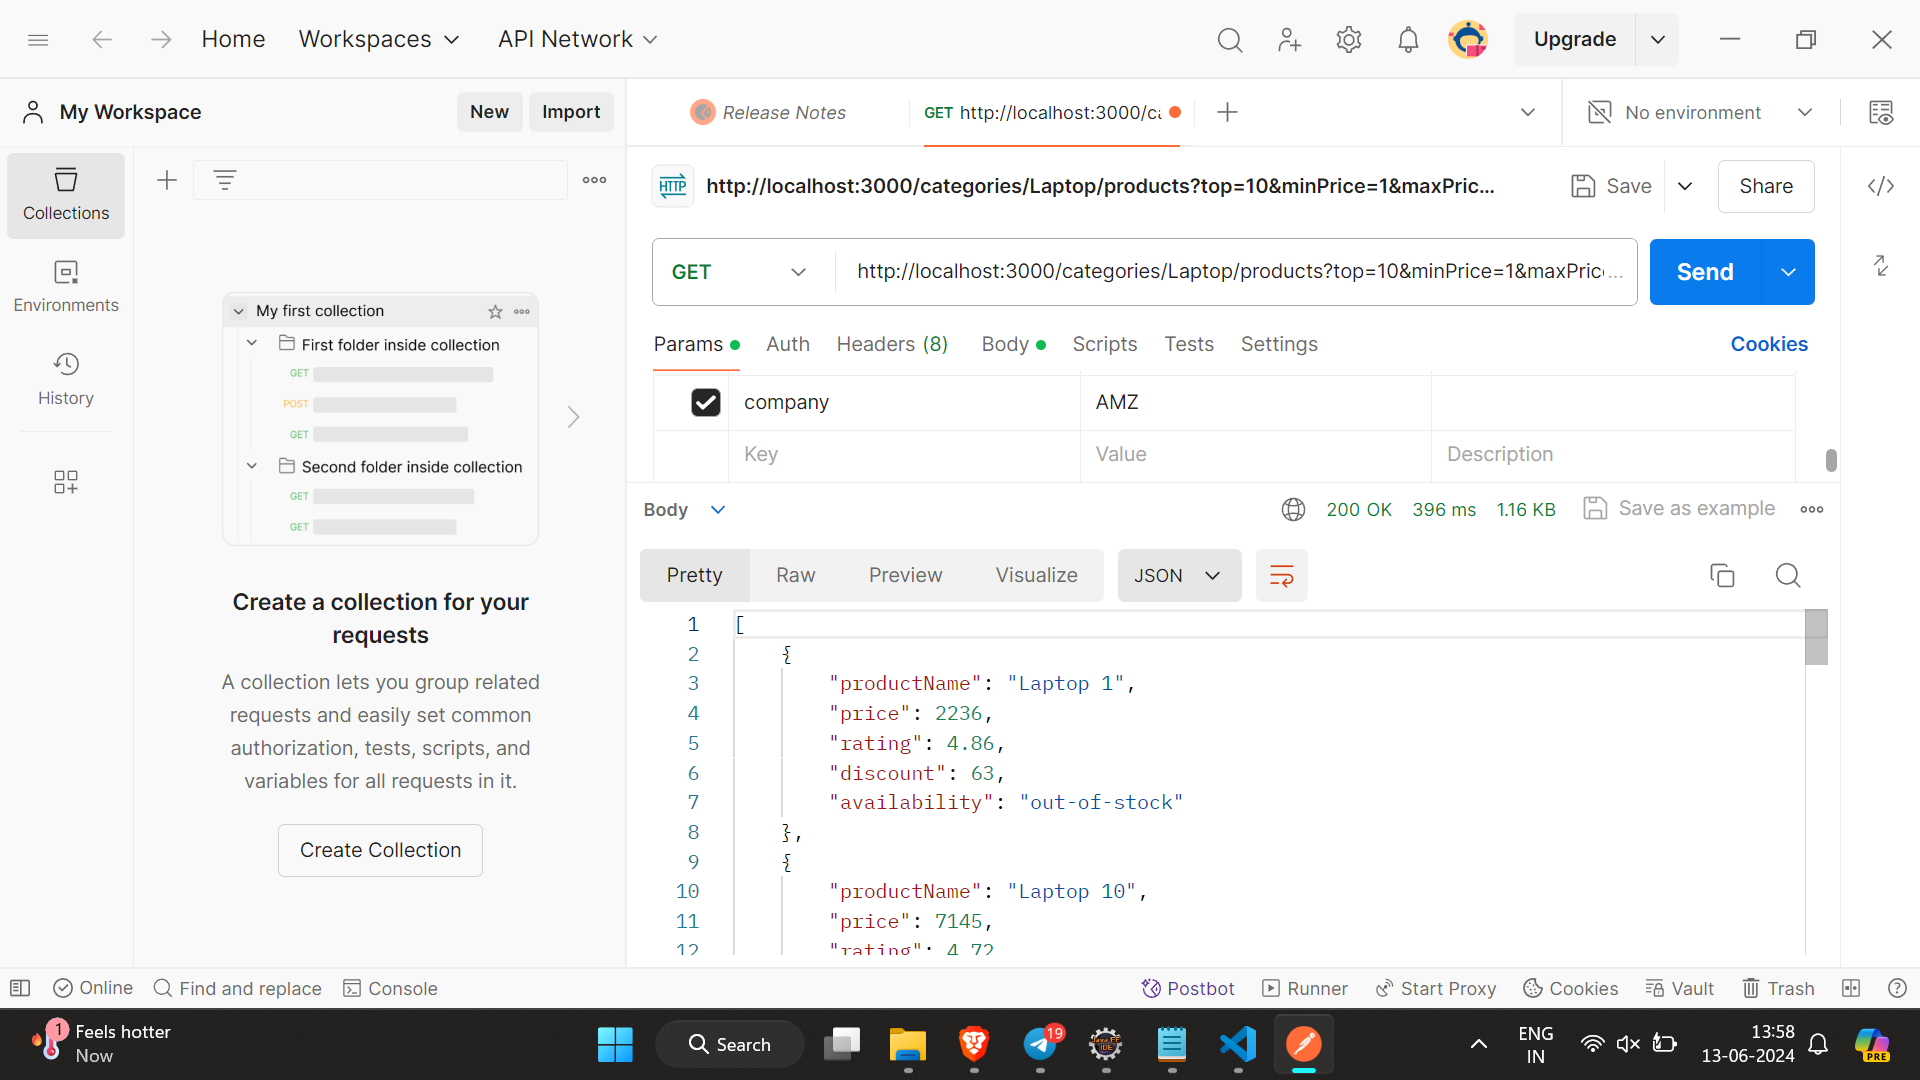 Home Workspaces API Network Upgrade
My Workspace New Import
Release Notes GET http://localhost:3000/ca No environment
Collections
Environments
History
My first collection
First folder inside collection
GET
POST
GET
Second folder inside collection
GET
GET
Create a collection for your
requests
A collection lets you group related
requests and easily set common
authorization, tests, scripts, and
variables for all requests in it.
Create Collection
HTTP http://localhost:3000/categories/Laptop/products?top=10&minPrice=1&maxPric... Save Share
GET http://localhost:3000/categories/Laptop/products?top=10&minPrice=1&maxPric... Send
Params Auth Headers (8) Body Scripts Tests Settings Cookies
company AMZ
Key Value Description
Body 200 OK 396 ms 1.16 KB Save as example
Pretty Raw Preview Visualize JSON
1 [
2 {
3 "productName": "Laptop 1",
4 "price": 2236,
5 "rating": 4.86,
6 "discount": 63,
7 "availability": "out-of-stock"
8 },
9 {
10 "productName": "Laptop 10",
11 "price": 7145,
12 "rating": 4.72
Online Find and replace Console Postbot Runner Start Proxy Cookies Vault Trash
1 Feels hotter
Now
Search
19
Java EE
IDE
ENG
IN
13:58
13-06-2024
PRE